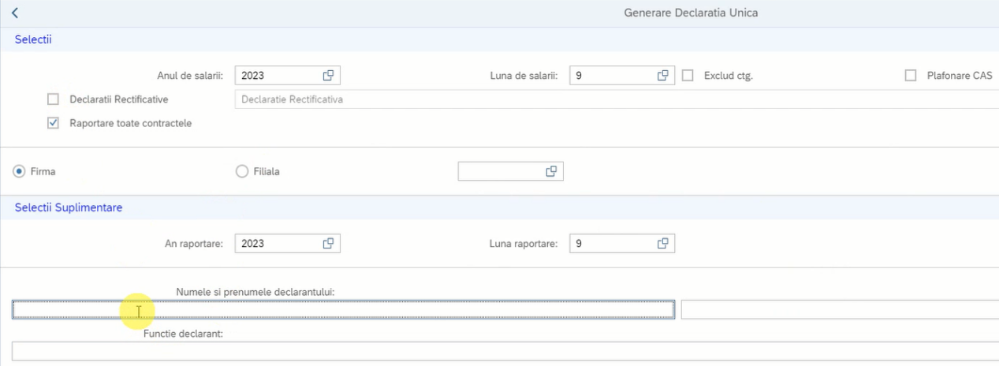 Generare Declaratia Unica
Selectii
Anul de salarii: 2023 Luna de salarii: 9 Exclud ctg. Plafonare CAS
Declaratii Rectificative Declaratie Rectificativa
Raportare toate contractele
Firma Filiala
Selectii Suplimentare
An raportare: 2023 Luna raportare: 9
Numele si prenumele declarantului:
Functie declarant: